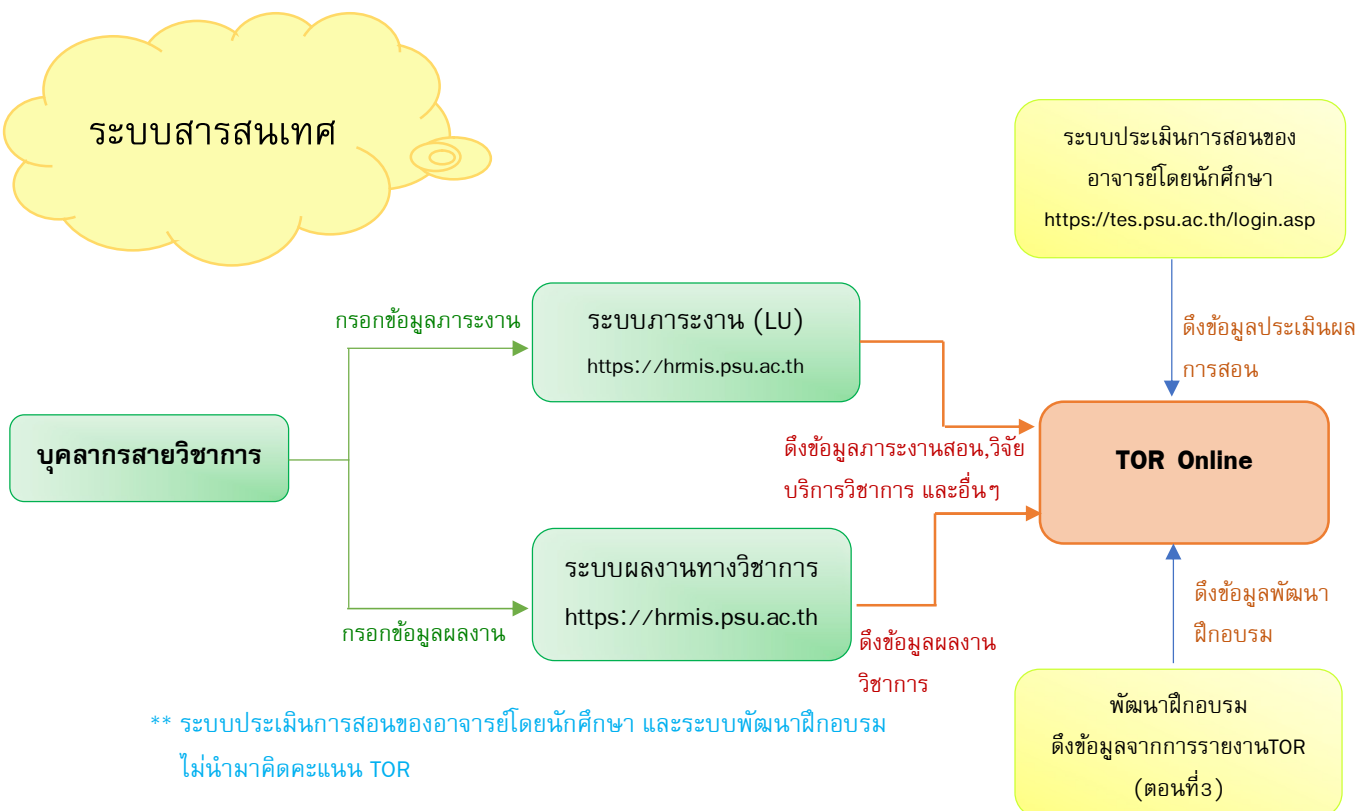 ระบบสารสนเทศ
ระบบประเมินการสอนของ
อาจารย์โดยนักศึกษา
https://tes.psu.ac.th/login.asp
กรอกข้อมูลภาระงาน
ระบบภาระงาน (LU)
https://hrmis.psu.ac.th
ดึงข้อมูลประเมินผล
การสอน
บุคลากรสายวิชาการ
ดึงข้อมูลภาระงานสอน,วิจัย
บริการวิชาการ และอื่นๆ
TOR Online
ระบบผลงานทางวิชาการ
https://hrmis.psu.ac.th
กรอกข้อมูลผลงาน
ดึงข้อมูลผลงาน
วิชาการ
ดึงข้อมูลพัฒนา
ฝึกอบรม
พัฒนาฝึกอบรม
ดึงข้อมูลจากการรายงานTOR
(ตอนที่3)
** ระบบประเมินการสอนของอาจารย์โดยนักศึกษา และระบบพัฒนาฝึกอบรม
ไม่นำมาคิดคะแนน TOR